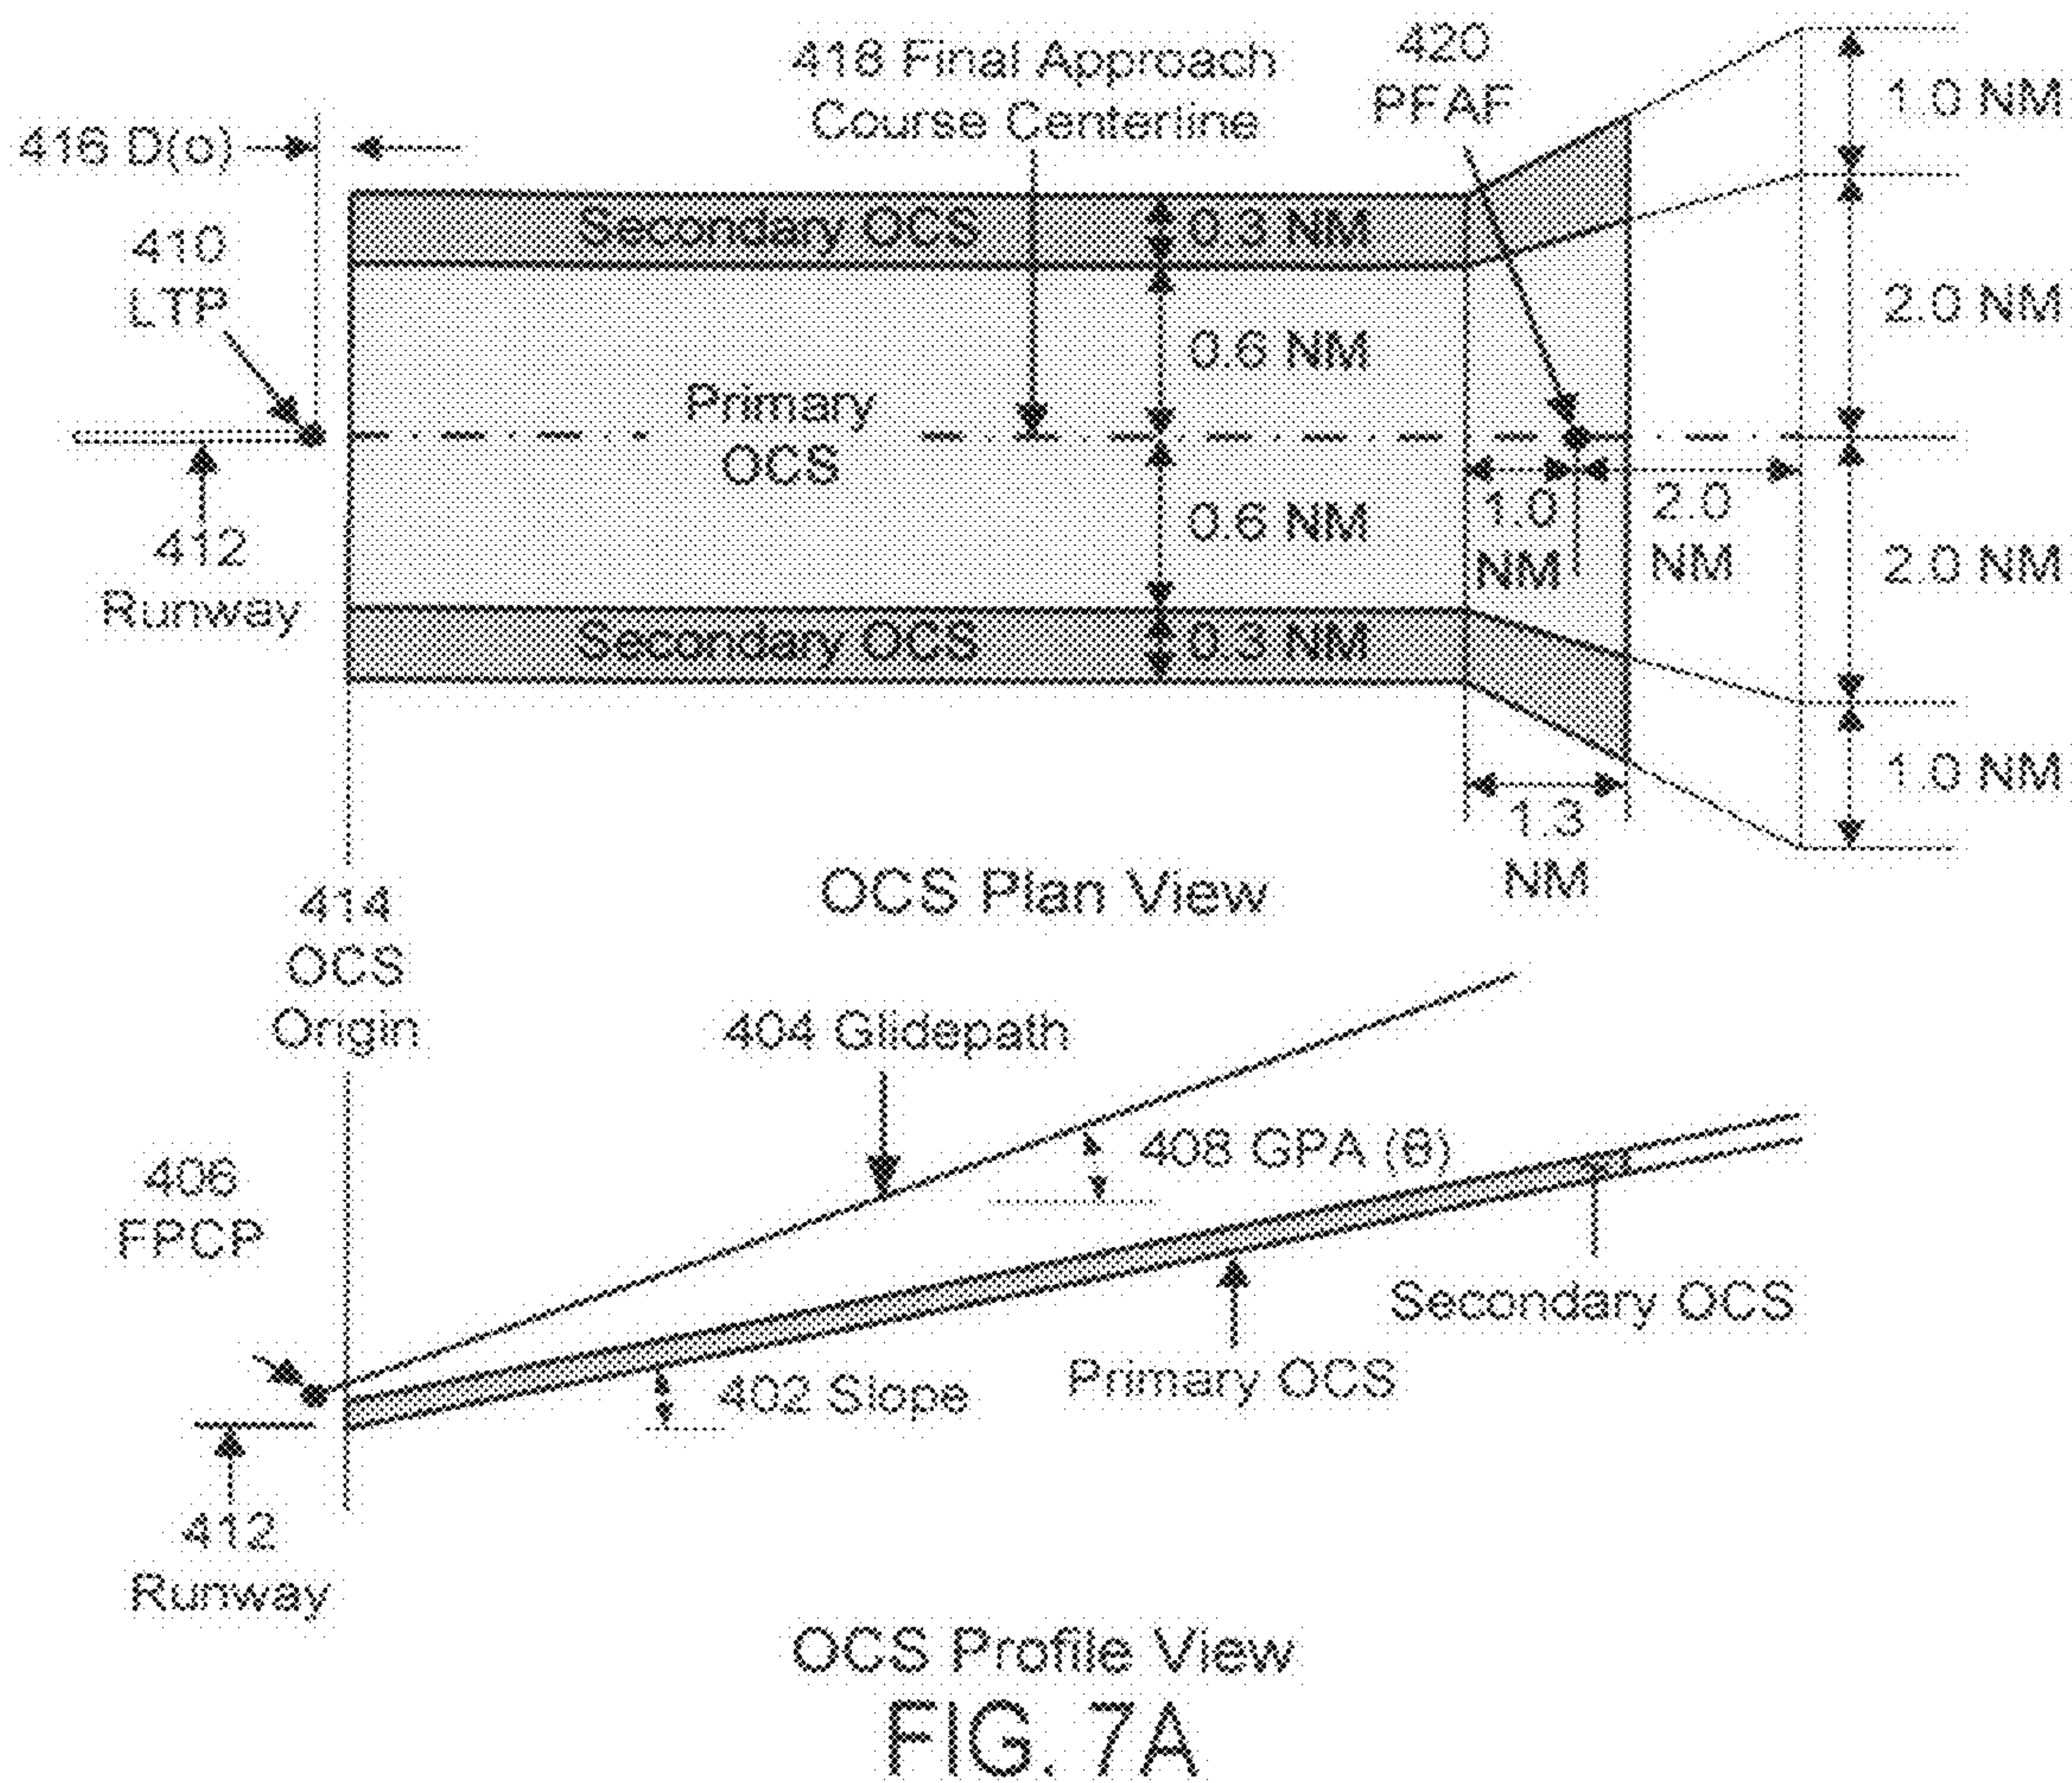 420
PFAF
418 Final Approach
Course Centerline
1.0 NM
416 D(o)
410
LTP
Secondary OCS
0.3 NM
2.0 NM
0.6 NM
Primary
OCS
1.0
NM
2.0
NM
412
Runway
0.6 NM
2.0 NM
Secondary OCS
0.3 NM
1.0 NM
1.3
NM
OCS Plan View
414
OCS
Origin
404 Glidepath
408 GPA (θ)
406
FPCP
Secondary OCS
Primary OCS
402 Slope
412
Runway
OCS Profile View
FIG. 7A